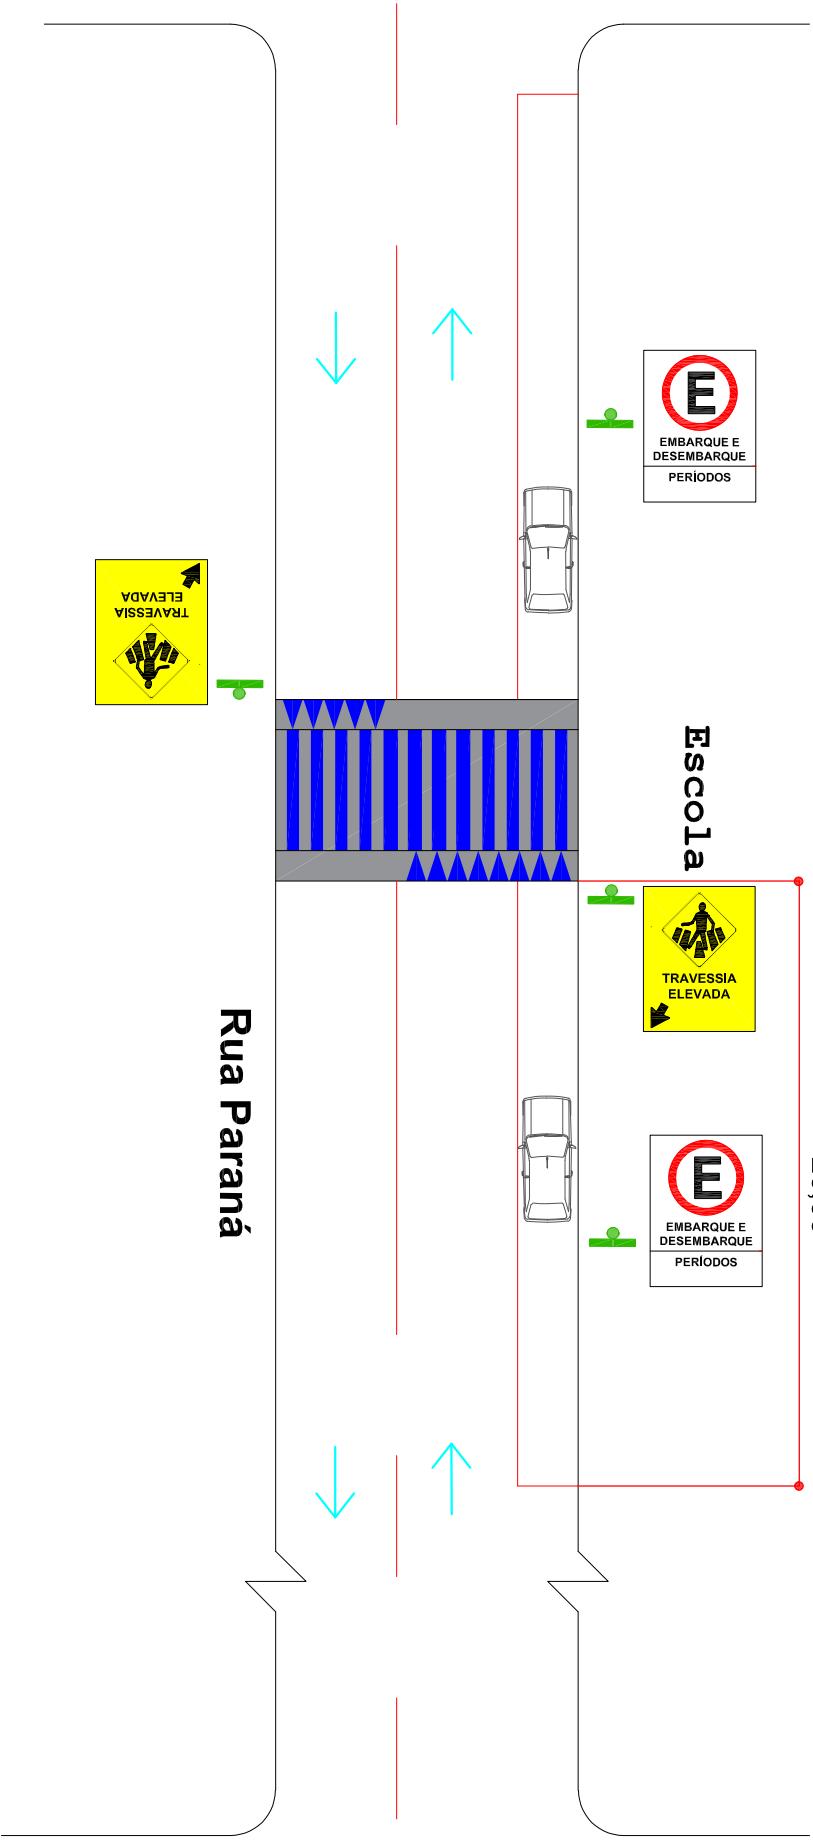 E
EMBARQUE E
DESEMBARQUE
PERÍODOS
TRAVESSIA
ELEVADA
Escola
TRAVESSIA
ELEVADA
Rua Paraná
E
EMBARQUE E
DESEMBARQUE
PERÍODOS